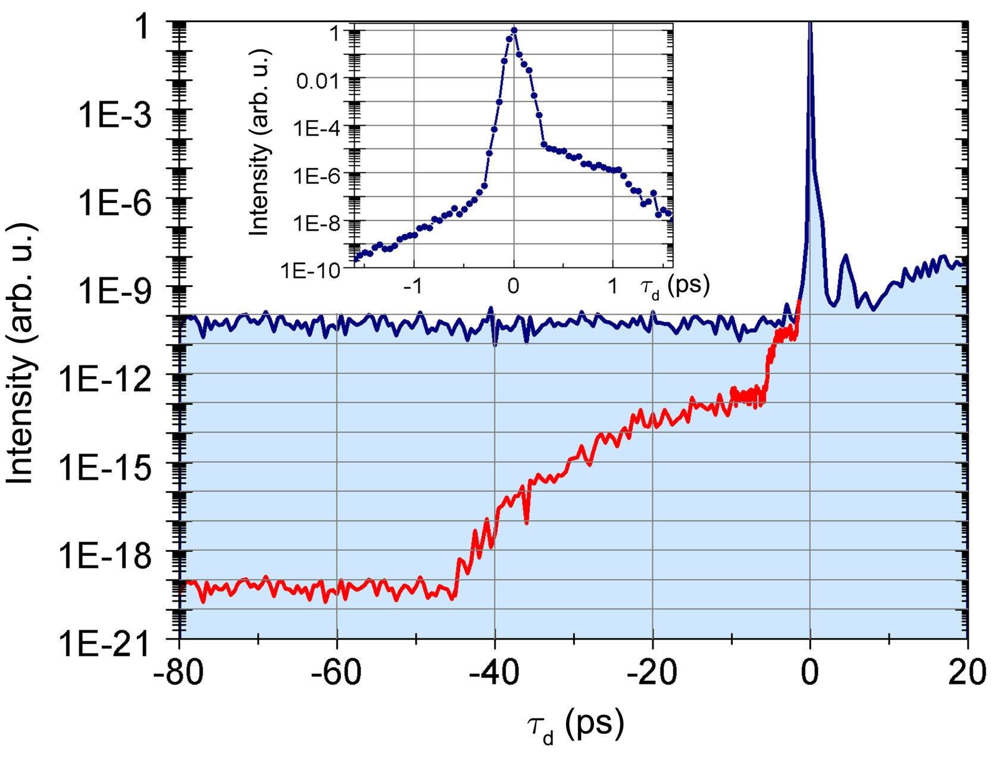 1
1E-3
1E-6
1E-9
1E-12
1E-15
1E-18
1E-21
Intensity (arb. u.)
-80
-60
-40
-20
0
20
τd (ps)
1
0.01
1E-4
1E-6
1E-8
1E-10
Intensity (arb. u.)
-1
0
1
τd (ps)